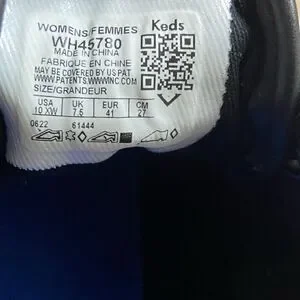 WOMENS/FEMMES Keds
WH45780
MADE IN CHINA
FABRIQUE EN CHINE
MAY BE COVERED BY US PAT
WWW.PATENTS.WWWINC.COM
SIZE/GRANDEUR
USA UK EUR CM
10 XW 7.5 41 27
0622 61444